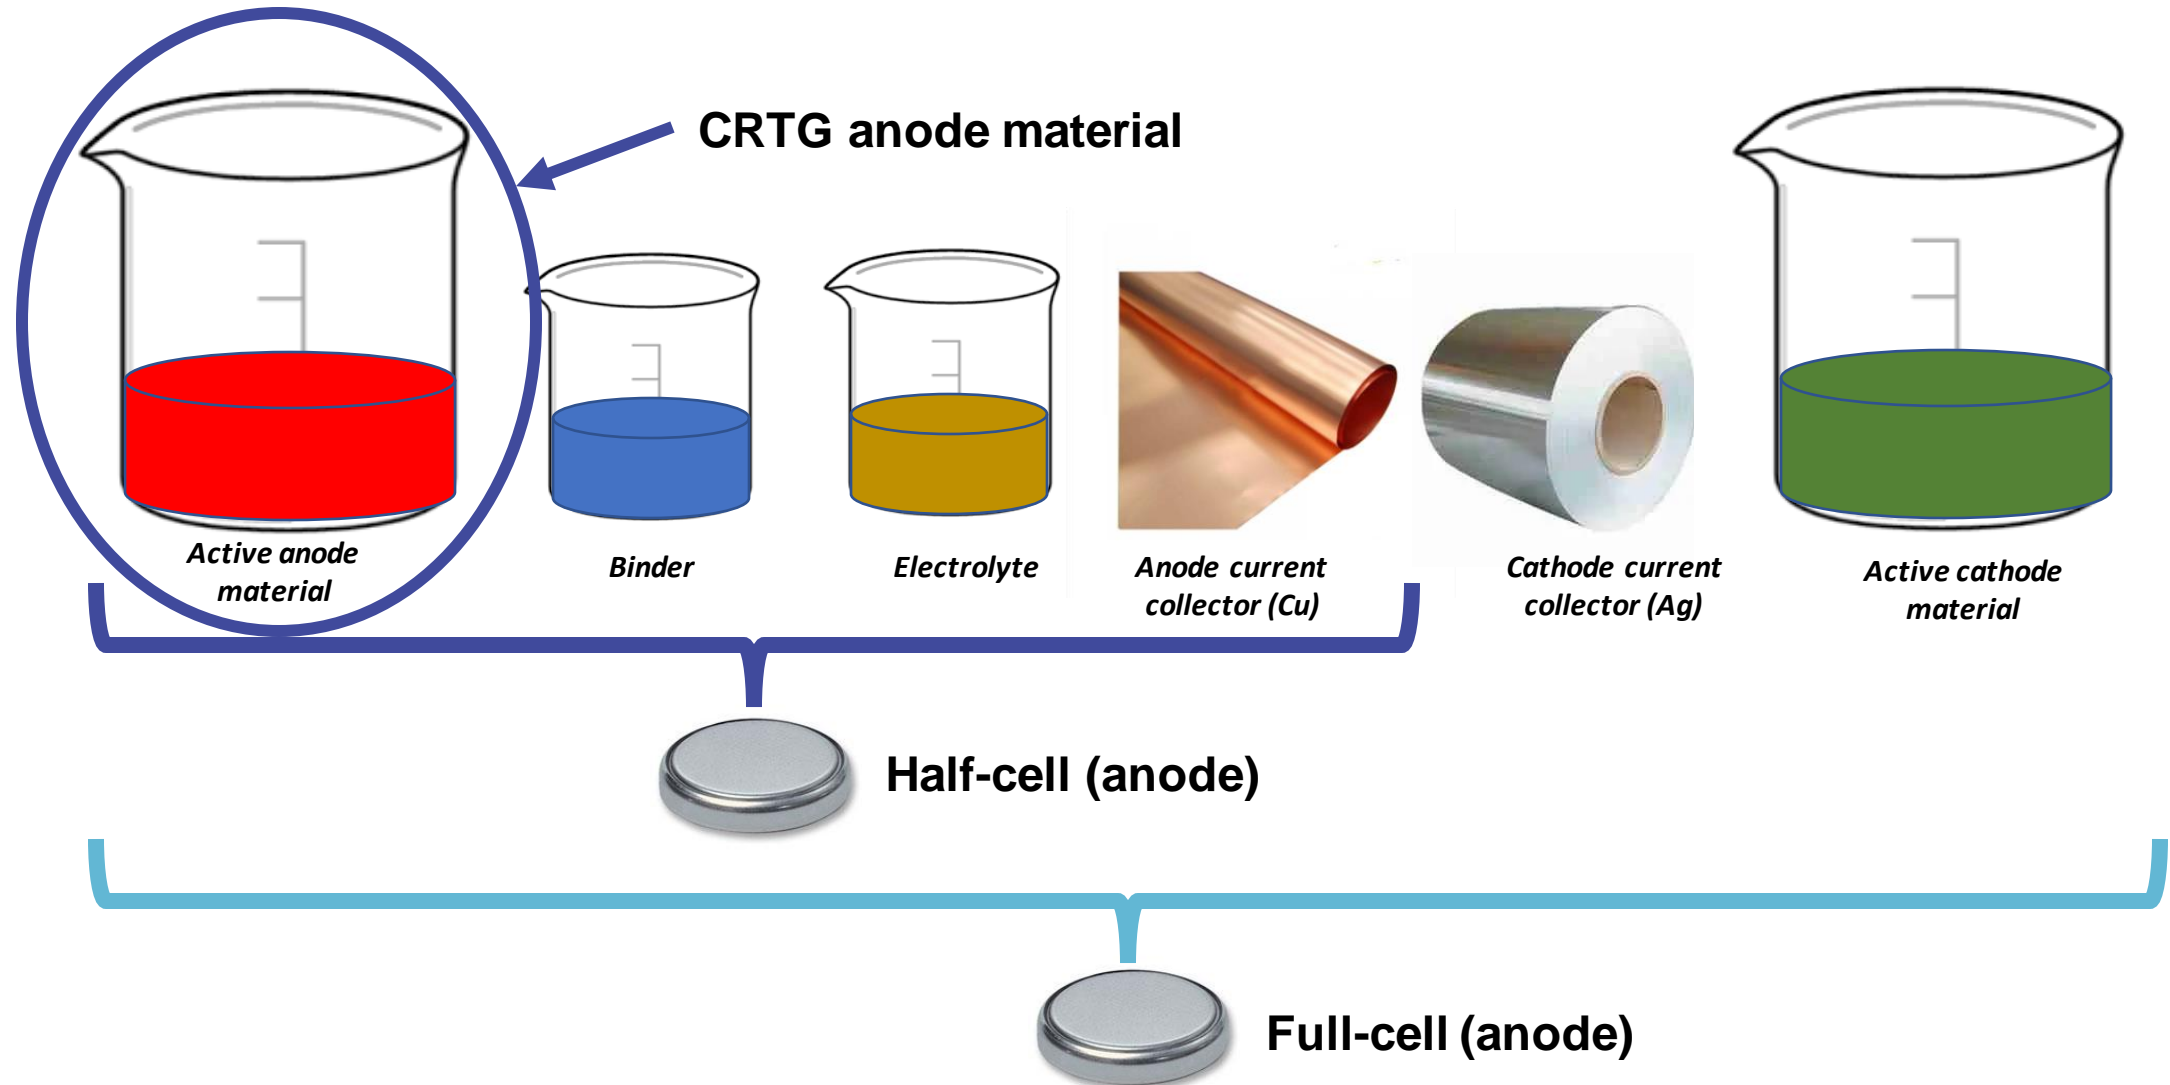 CRTG anode material
Active anode
material
Binder
Electrolyte
Anode current
collector (Cu)
Cathode current
collector (Ag)
Active cathode
material
Half-cell (anode)
Full-cell (anode)